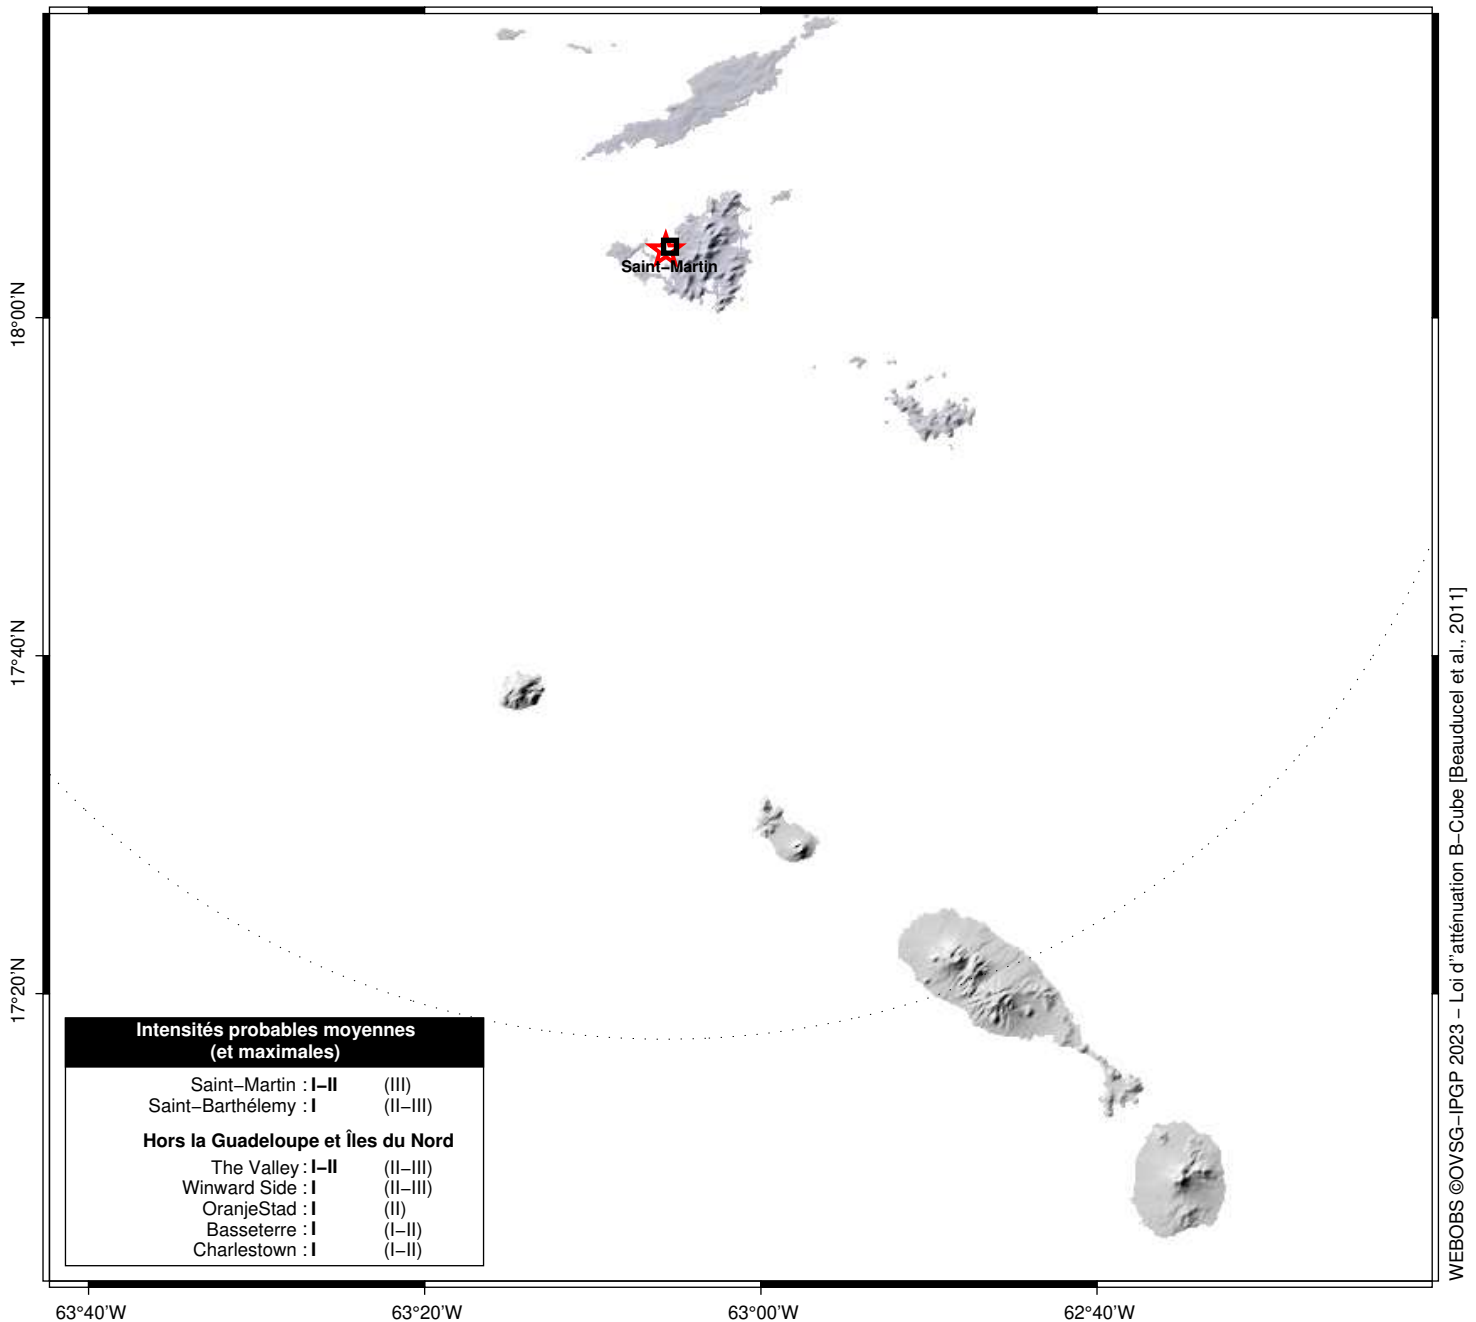 Saint–Martin
18°00'N
17°40'N
17°20'N
63°40'W
63°20'W
63°00'W
62°40'W
Intensités probables moyennes
(et maximales)
Saint–Martin : I–II (III)
Saint–Barthélemy : I (II–III)
Hors la Guadeloupe et Îles du Nord
The Valley : I–II (II–III)
Winward Side : I (II–III)
OranjeStad : I (II)
Basseterre : I (I–II)
Charlestown : I (I–II)
WEBOBS ©OVSG–IPGP 2023 – Loi d''atténuation B–Cube [Beauducel et al., 2011]